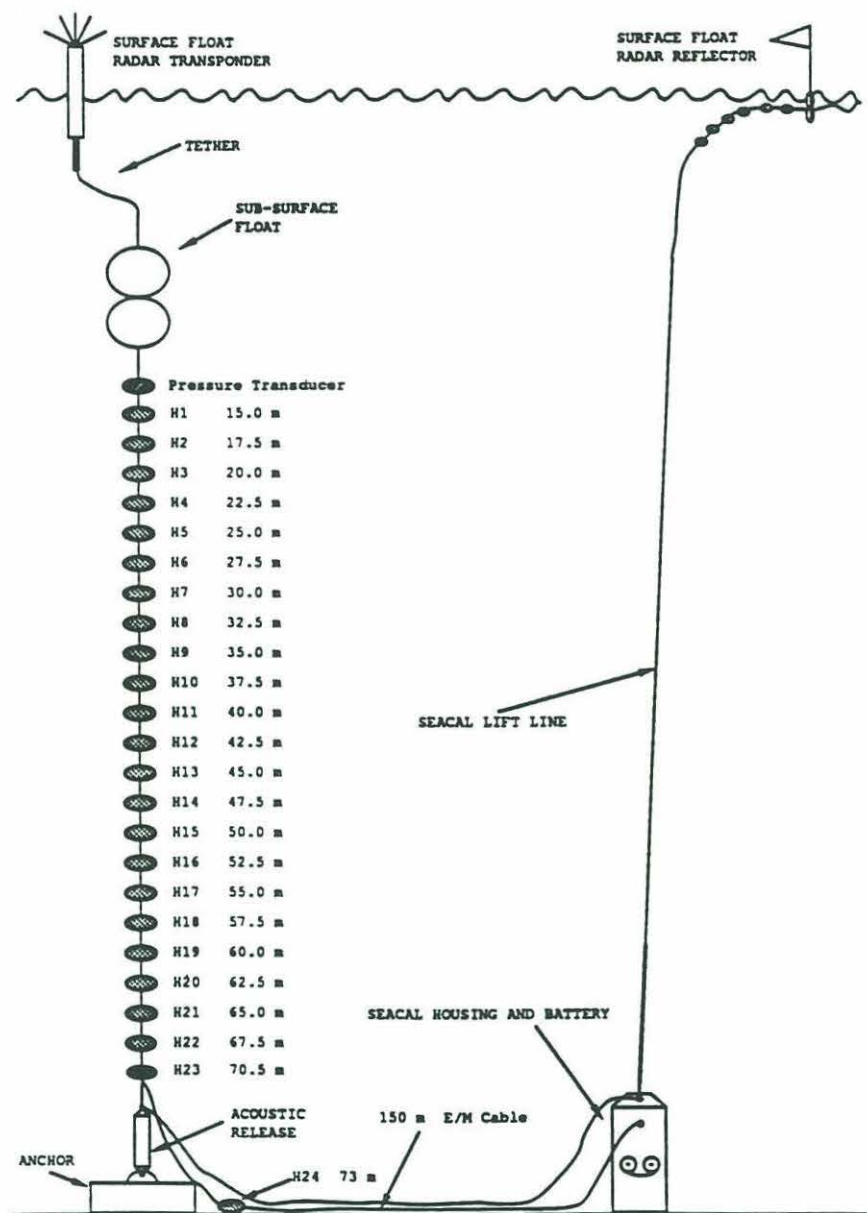 SURFACE FLOAT
RADAR TRANSPONDER
SURFACE FLOAT
RADAR REFLECTOR
TETHER
SUB-SURFACE
FLOAT
Pressure Transducer
H1 15.0 m
H2 17.5 m
H3 20.0 m
H4 22.5 m
H5 25.0 m
H6 27.5 m
H7 30.0 m
H8 32.5 m
H9 35.0 m
H10 37.5 m
H11 40.0 m
H12 42.5 m
H13 45.0 m
H14 47.5 m
H15 50.0 m
H16 52.5 m
H17 55.0 m
H18 57.5 m
H19 60.0 m
H20 62.5 m
H21 65.0 m
H22 67.5 m
H23 70.5 m
SEACAL LIFT LINE
SEACAL HOUSING AND BATTERY
150 m E/M Cable
ACOUSTIC
RELEASE
ANCHOR
H24 73 m